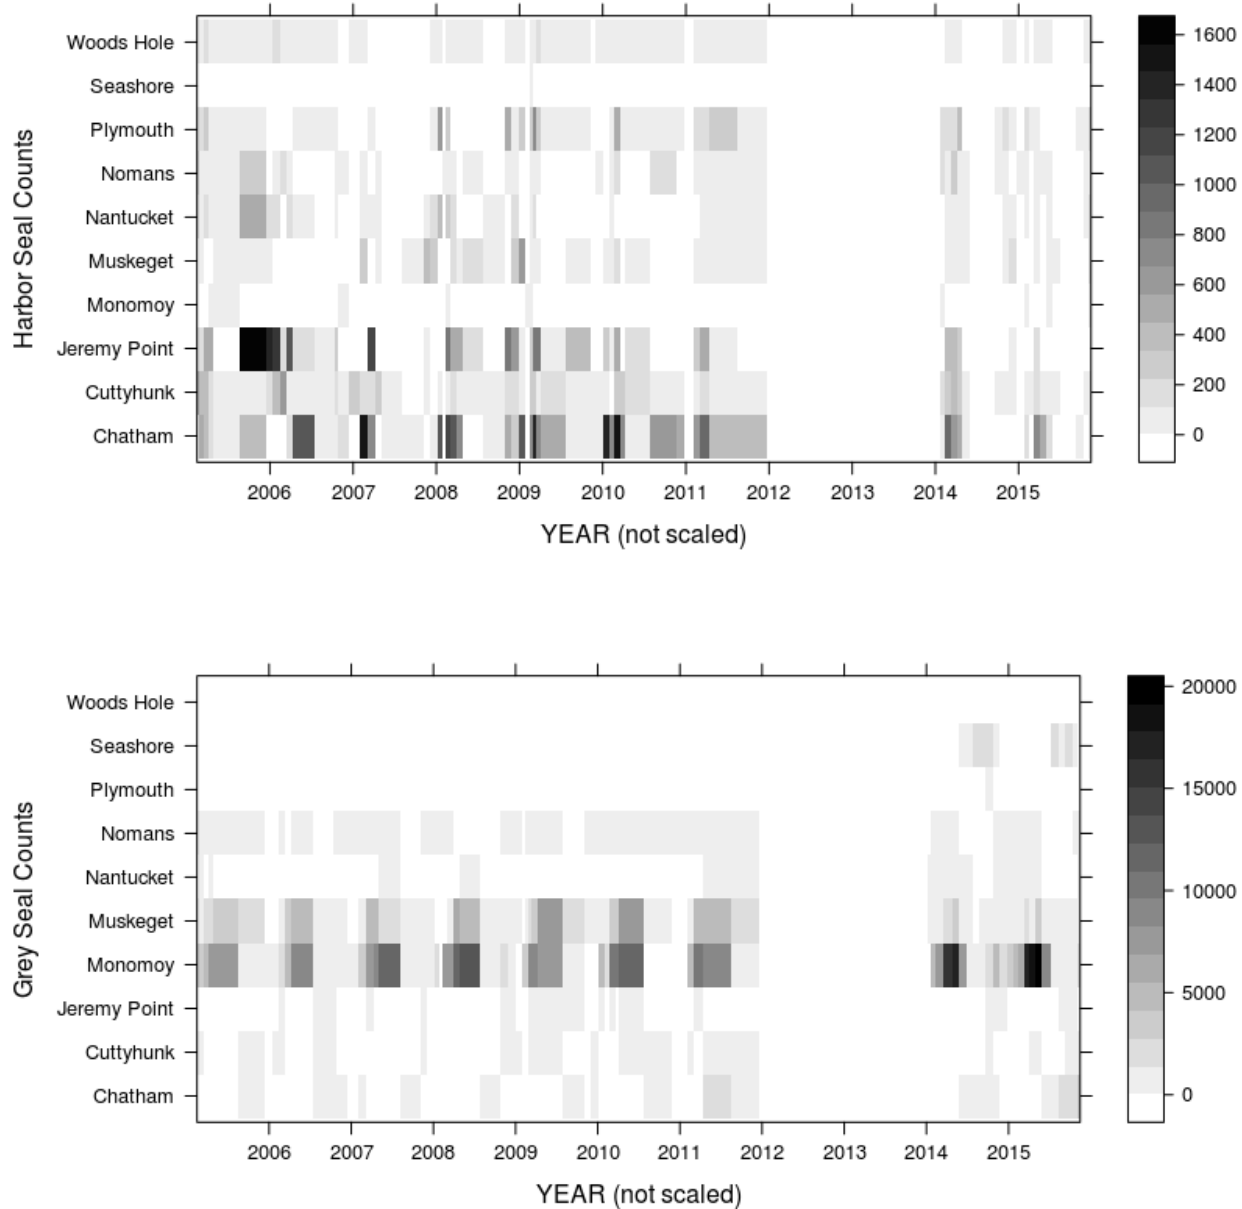 Harbor Seal Counts
Woods Hole
Seashore
Plymouth
Nomans
Nantucket
Muskeget
Monomoy
Jeremy Point
Cuttyhunk
Chatham
2006 2007 2008 2009 2010 2011 2012 2013 2014 2015
YEAR (not scaled)
1600
1400
1200
1000
800
600
400
200
0
Grey Seal Counts
Woods Hole
Seashore
Plymouth
Nomans
Nantucket
Muskeget
Monomoy
Jeremy Point
Cuttyhunk
Chatham
2006 2007 2008 2009 2010 2011 2012 2013 2014 2015
YEAR (not scaled)
20000
15000
10000
5000
0